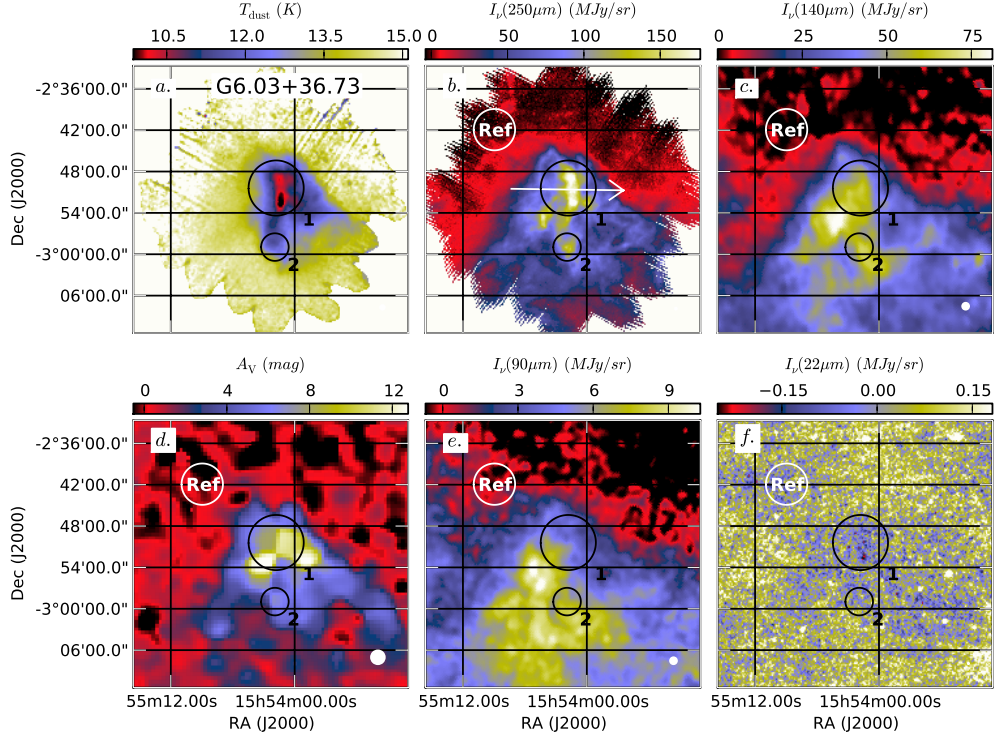 T_dust (K)
10.5 12.0 13.5 15.0
I_ν(250μm) (MJy/sr)
0 50 100 150
I_ν(140μm) (MJy/sr)
0 25 50 75
a.
G6.03+36.73
b.
c.
-2°36'00.0"
42'00.0"
48'00.0"
54'00.0"
-3°00'00.0"
06'00.0"
Dec (J2000)
1
2
Ref
1
2
Ref
1
2
A_V (mag)
0 4 8 12
I_ν(90μm) (MJy/sr)
0 3 6 9
I_ν(22μm) (MJy/sr)
−0.15 0.00 0.15
d.
e.
f.
-2°36'00.0"
42'00.0"
48'00.0"
54'00.0"
-3°00'00.0"
06'00.0"
Dec (J2000)
Ref
1
2
Ref
1
2
Ref
1
2
55m12.00s 15h54m00.00s
RA (J2000)
55m12.00s 15h54m00.00s
RA (J2000)
55m12.00s 15h54m00.00s
RA (J2000)